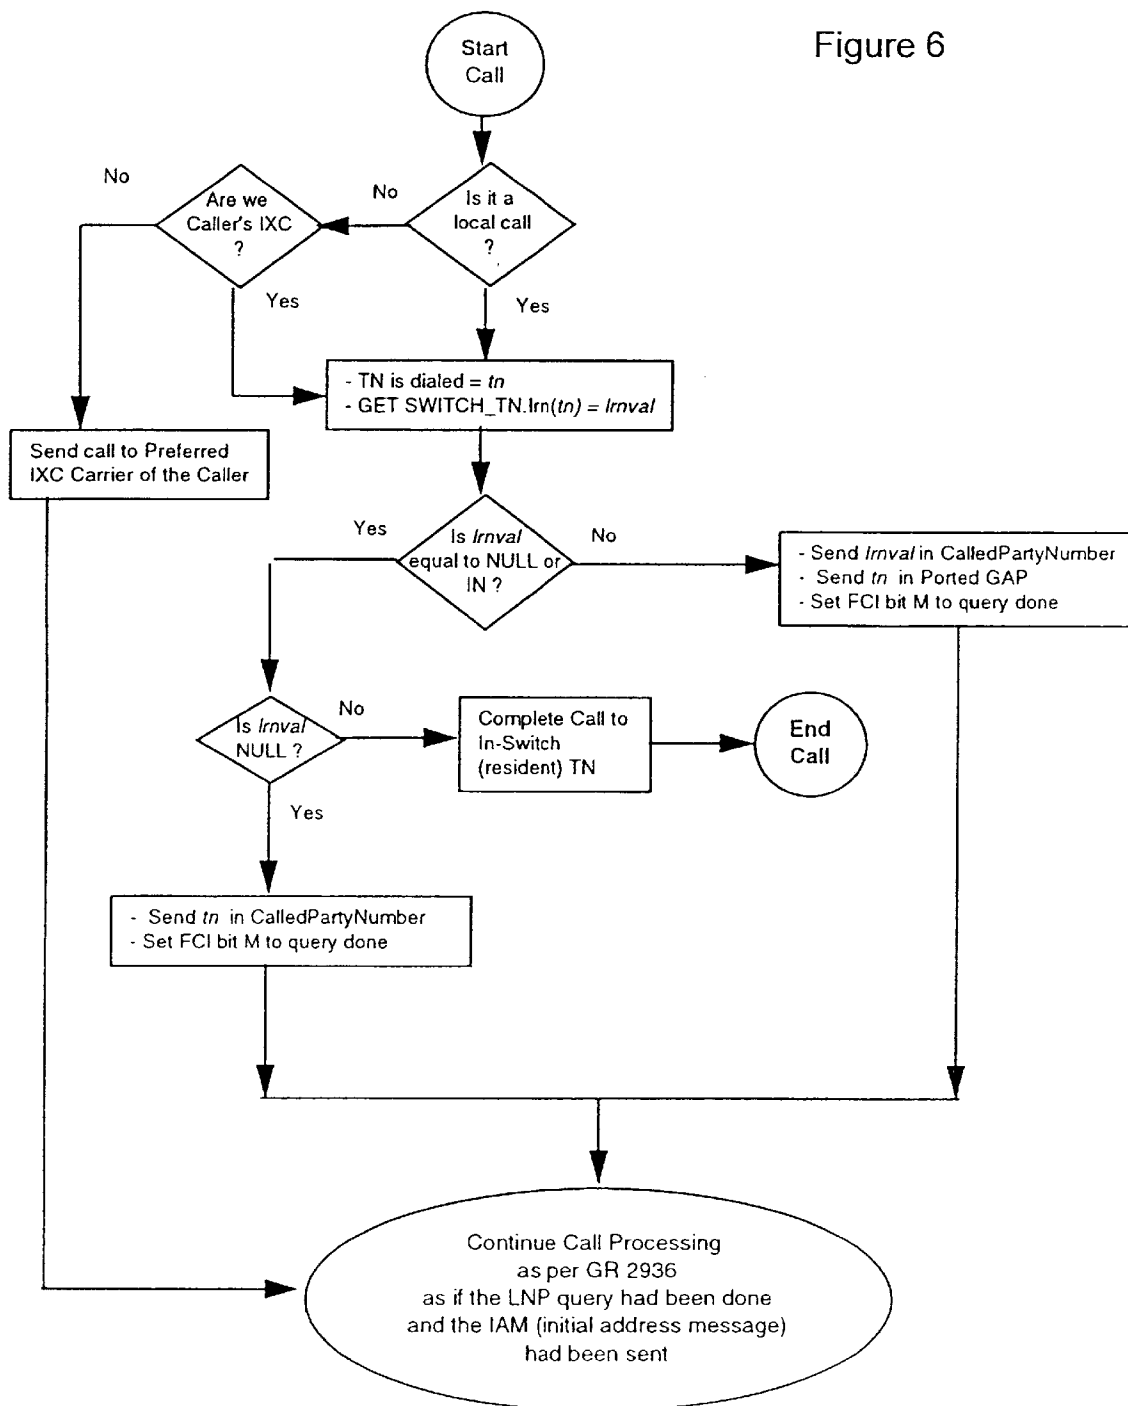 Figure 6
Start
Call
No
Are we
Caller's IXC
?
No
Is it a
local call
?
Yes
Yes
- TN is dialed = tn
- GET SWITCH_TN.lrn(tn) = lrnval
Send call to Preferred
IXC Carrier of the Caller
Yes
Is lrnval
equal to NULL or
IN ?
No
- Send lrnval in CalledPartyNumber
- Send tn in Ported GAP
- Set FCI bit M to query done
Is lrnval
NULL ?
No
Complete Call to
In-Switch
(resident) TN
End
Call
Yes
- Send tn in CalledPartyNumber
- Set FCI bit M to query done
Continue Call Processing
as per GR 2936
as if the LNP query had been done
and the IAM (initial address message)
had been sent